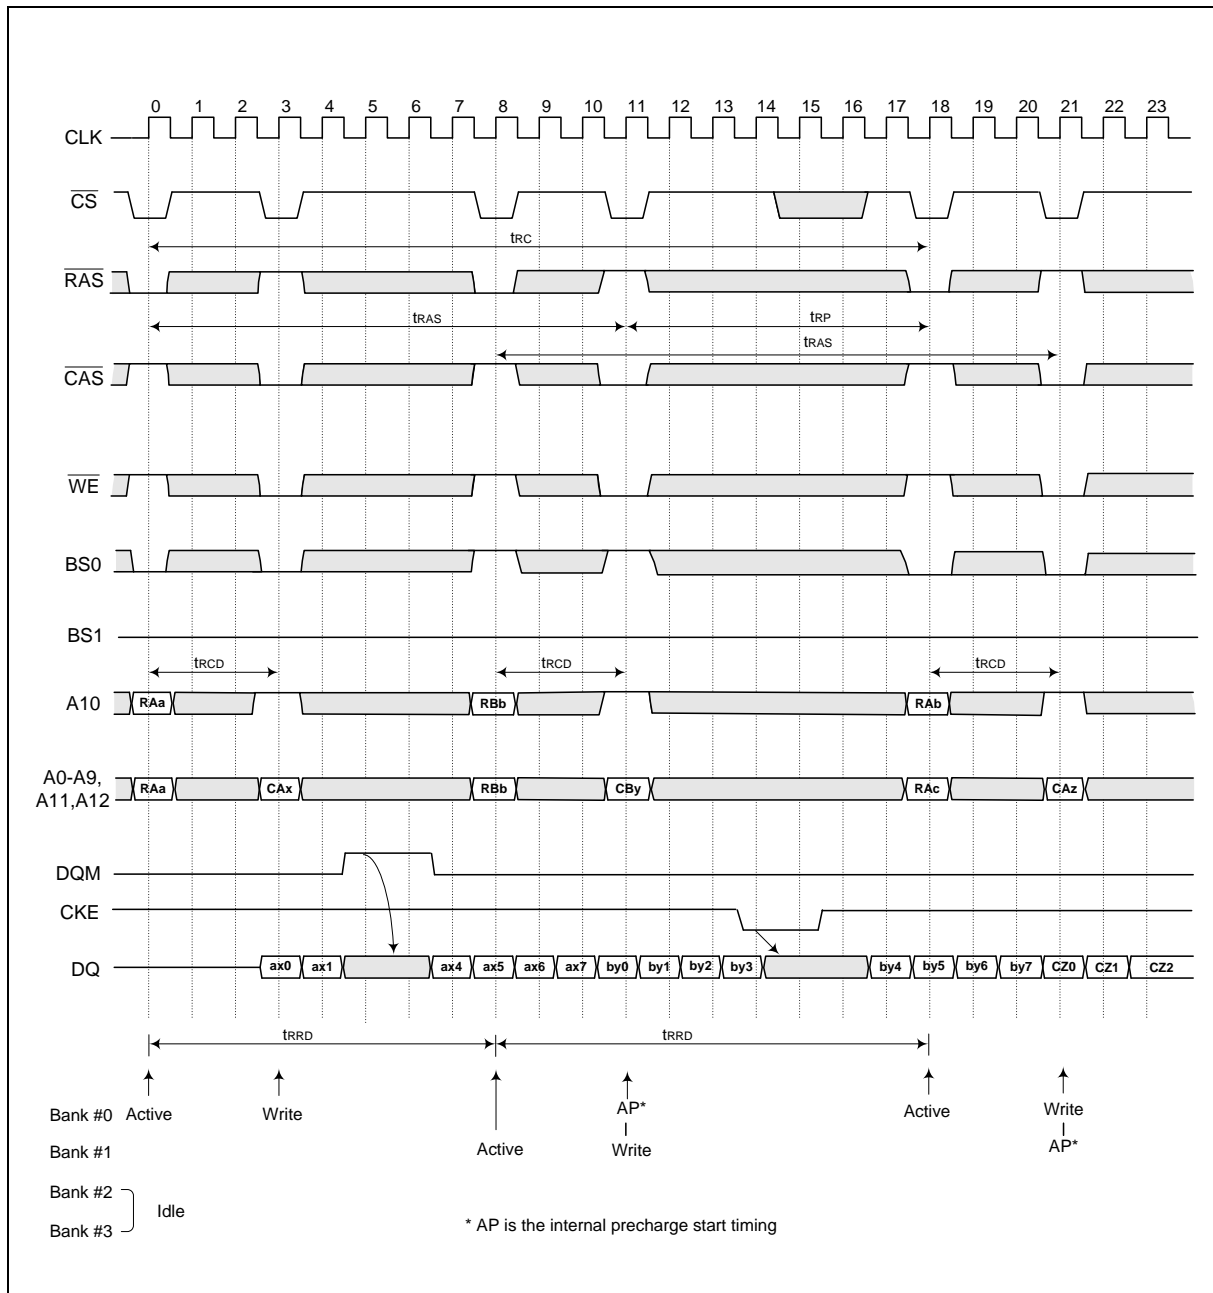 0 1 2 3 4 5 6 7 8 9 10 11 12 13 14 15 16 17 18 19 20 21 22 23
CLK
CS
tRC
RAS
tRAS tRP
tRAS
CAS
WE
BS0
BS1
tRCD tRCD tRCD
A10 RAa RBb RAb
A0-A9,
A11,A12 RAa CAx RBb CBy RAc CAz
DQM
CKE
DQ ax0 ax1 ax4 ax5 ax6 ax7 by0 by1 by2 by3 by4 by5 by6 by7 CZ0 CZ1 CZ2
tRRD tRRD
Bank #0 Active Write AP* Active Write
Bank #1 Active Write AP*
Bank #2
Idle
Bank #3
* AP is the internal precharge start timing